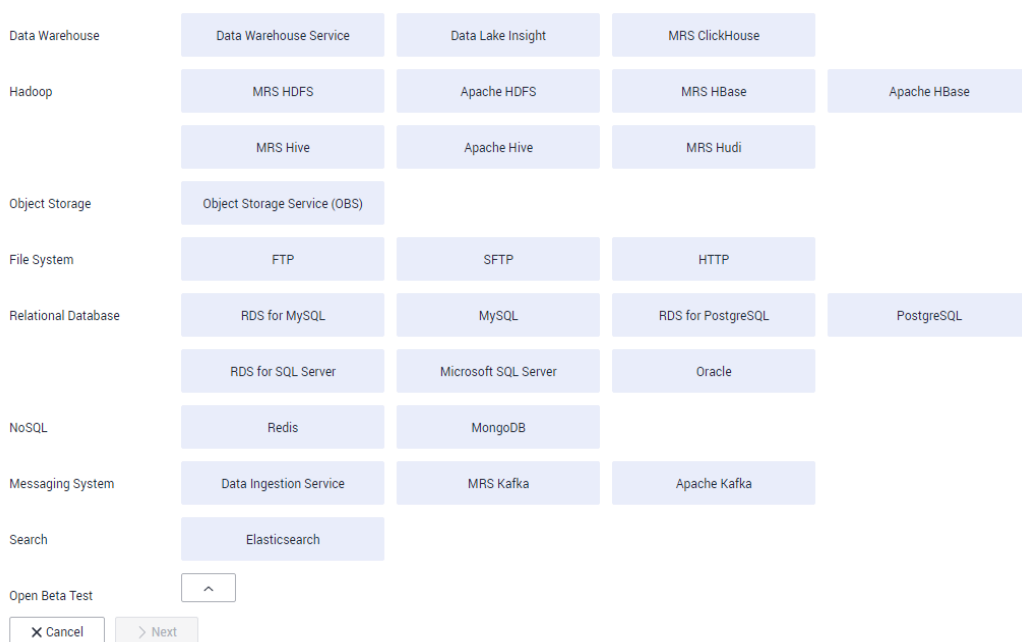 Data Warehouse Data Warehouse Service Data Lake Insight MRS ClickHouse
Hadoop MRS HDFS Apache HDFS MRS HBase Apache HBase
MRS Hive Apache Hive MRS Hudi
Object Storage Object Storage Service (OBS)
File System FTP SFTP HTTP
Relational Database RDS for MySQL MySQL RDS for PostgreSQL PostgreSQL
RDS for SQL Server Microsoft SQL Server Oracle
NoSQL Redis MongoDB
Messaging System Data Ingestion Service MRS Kafka Apache Kafka
Search Elasticsearch
Open Beta Test
Cancel Next